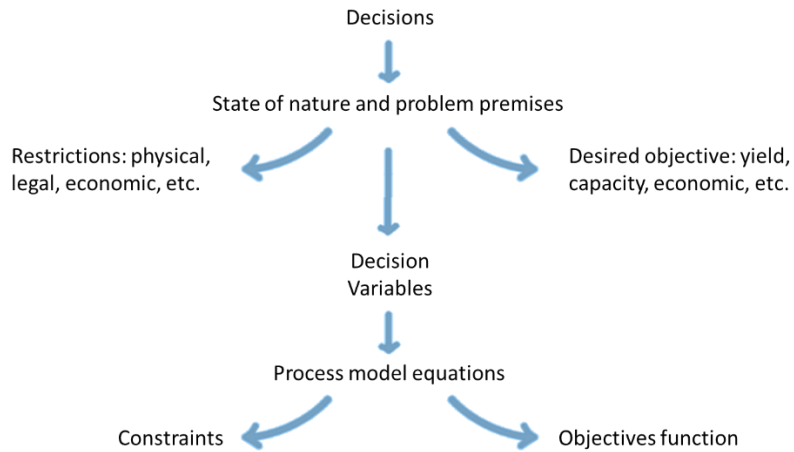 Decisions
State of nature and problem premises
Restrictions: physical,
legal, economic, etc.
Desired objective: yield,
capacity, economic, etc.
Decision
Variables
Process model equations
Constraints
Objectives function